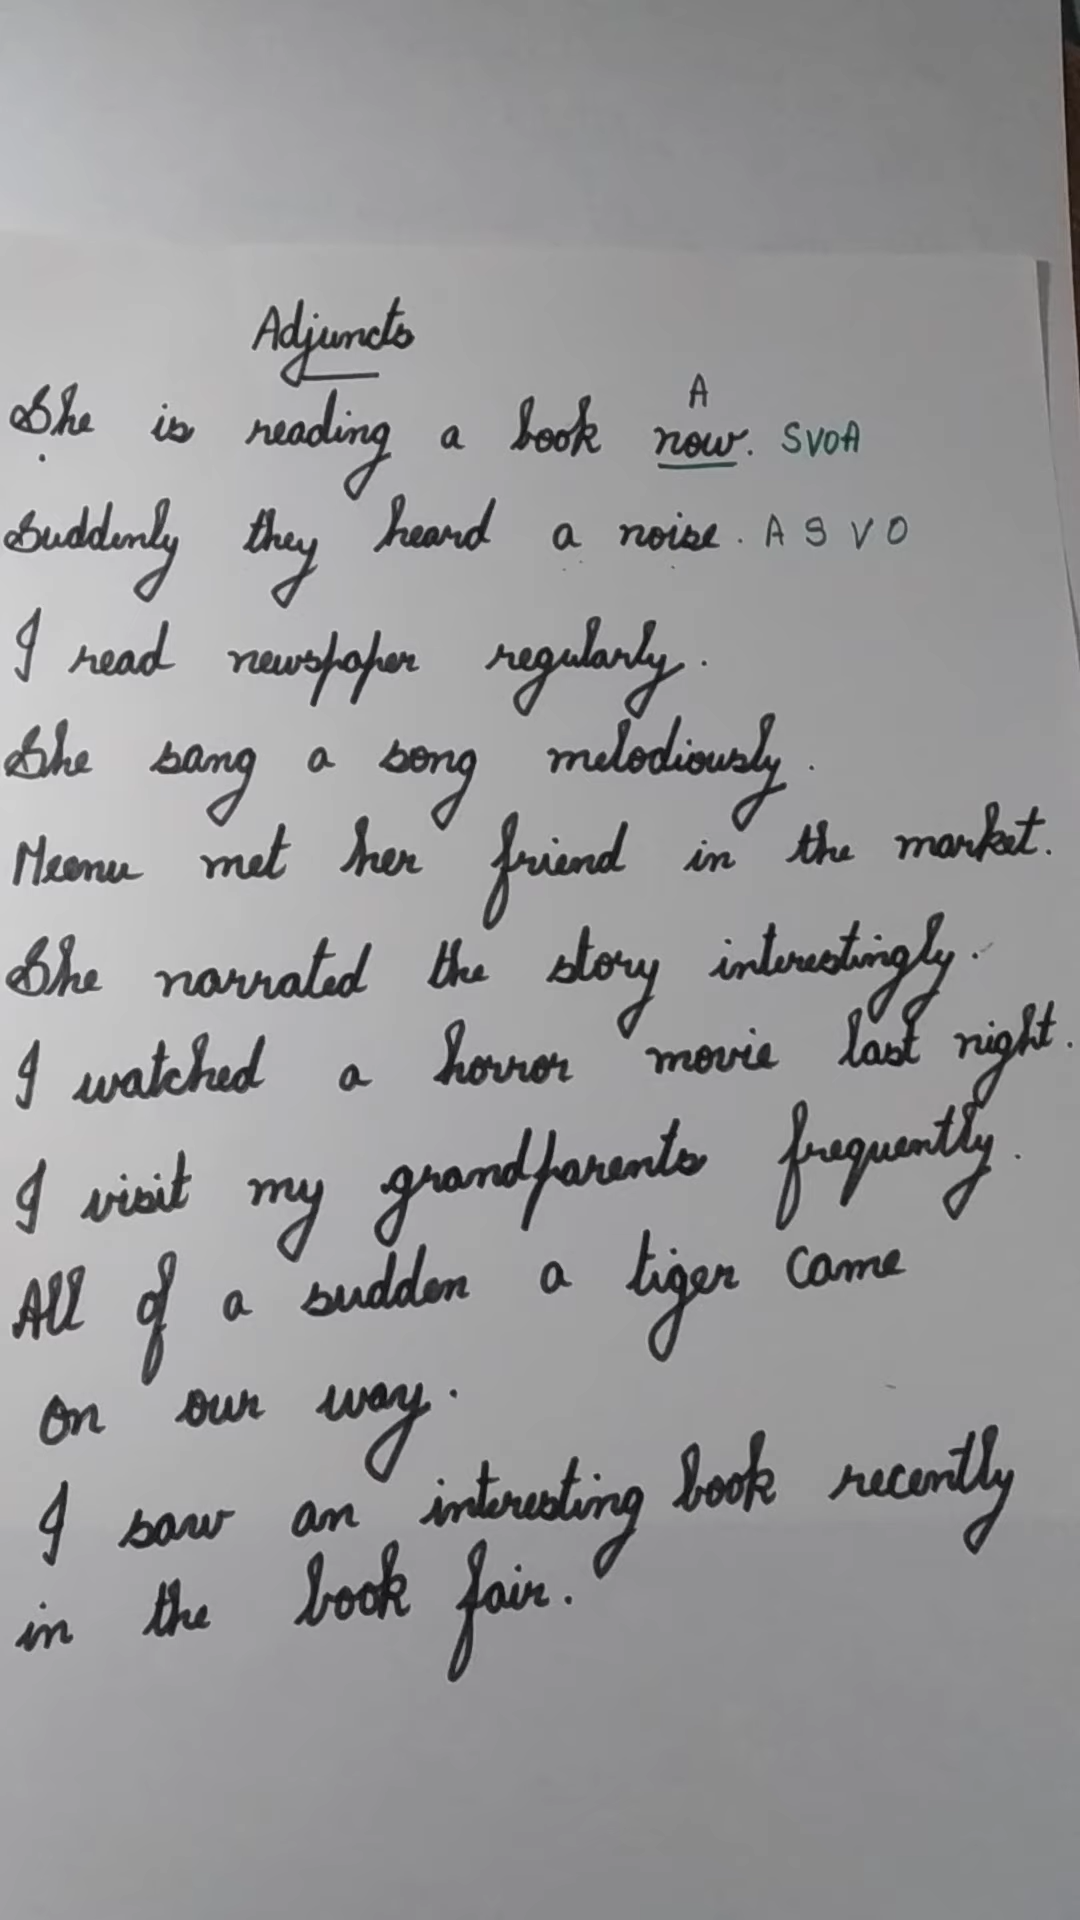 Adjuncts
A
She is reading a book now. SVOA
Suddenly they heard a noise. A S V O
I read newspaper regularly.
She sang a song melodiously.
Meenu met her friend in the market.
She narrated the story interestingly.
I watched a horror movie last night.
I visit my grandparents frequently.
All of a sudden a tiger came
on our way.
I saw an interesting book recently
in the book fair.